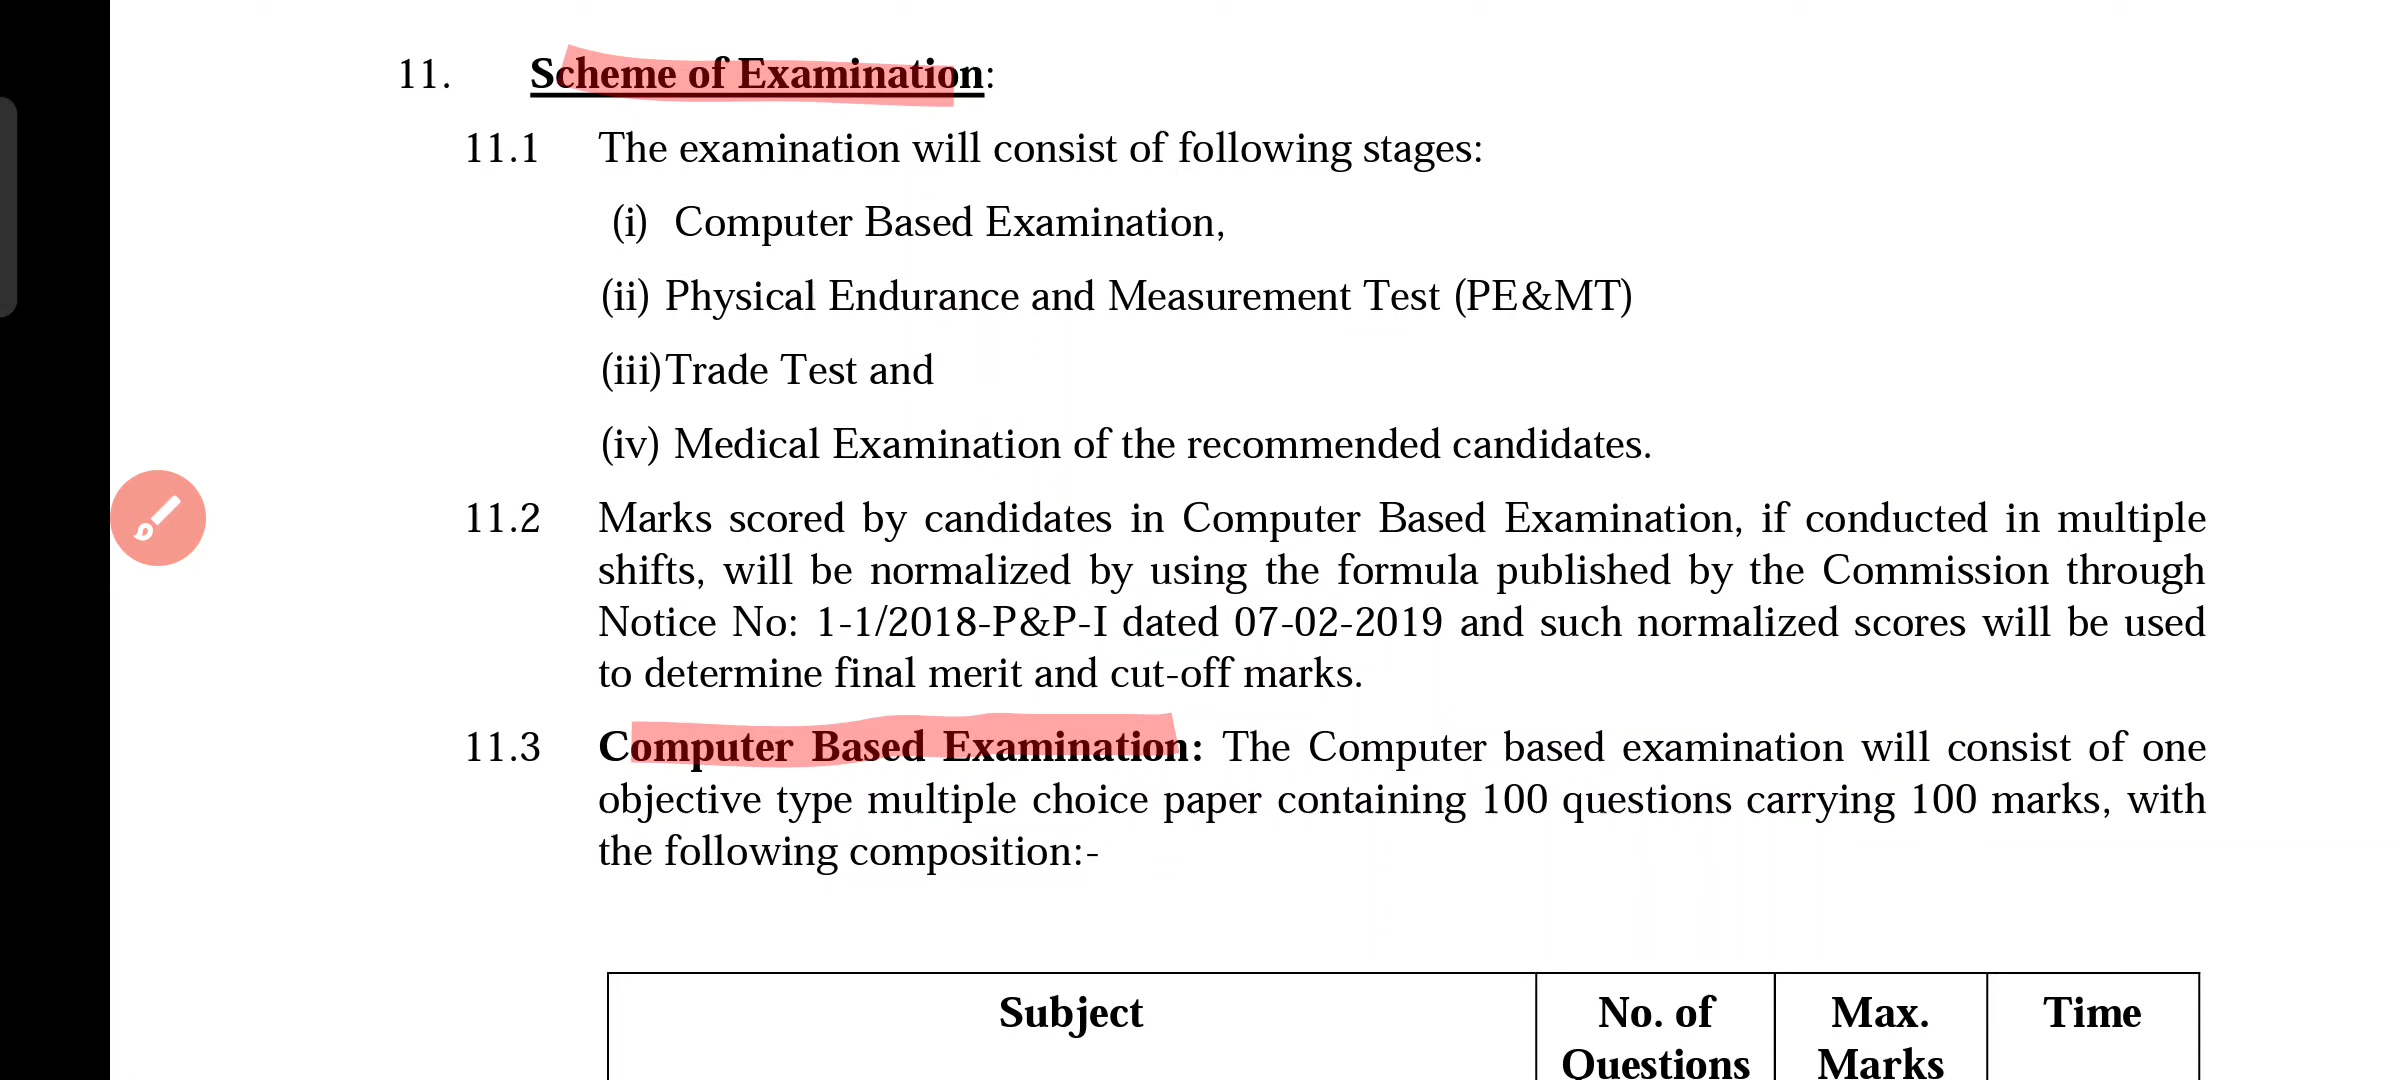 11. Scheme of Examination:
11.1 The examination will consist of following stages:
(i) Computer Based Examination,
(ii) Physical Endurance and Measurement Test (PE&MT)
(iii)Trade Test and
(iv) Medical Examination of the recommended candidates.
11.2 Marks scored by candidates in Computer Based Examination, if conducted in multiple
shifts, will be normalized by using the formula published by the Commission through
Notice No: 1-1/2018-P&P-I dated 07-02-2019 and such normalized scores will be used
to determine final merit and cut-off marks.
11.3 Computer Based Examination: The Computer based examination will consist of one
objective type multiple choice paper containing 100 questions carrying 100 marks, with
the following composition:-
Subject No. of Max. Time
Questions Marks